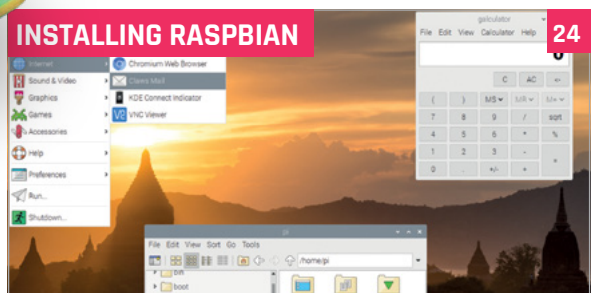 INSTALLING RASPBIAN
24
Internet
Chromium Web Browser
Sound & Video
Claws Mail
Graphics
KDE Connect Indicator
Games
VNC Viewer
Accessories
Help
Preferences
Run...
Shutdown...
galculator
File Edit View Calculator Help
0
C AC <-
( ) MS MR M+
7 8 9 / sqrt
4 5 6 * %
1 2 3 - =
0 . +/- +
pi
File Edit View Sort Go Tools
/home/pi
bin
boot